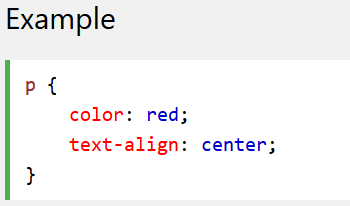 Example
p {
    color: red;
    text-align: center;
}